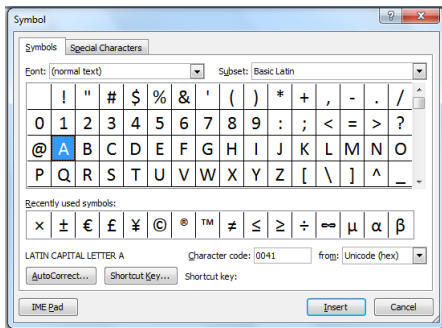 Symbol
Symbols Special Characters
Font: (normal text) Subset: Basic Latin
! " # $ % & ' ( ) * + , - . /
0 1 2 3 4 5 6 7 8 9 : ; < = > ?
@ A B C D E F G H I J K L M N O
P Q R S T U V W X Y Z [ \ ] ^ _
Recently used symbols:
× ± € £ ¥ © ® ™ ≠ ≤ ≥ ÷ ∞ µ α β
LATIN CAPITAL LETTER A Character code: 0041 from: Unicode (hex)
AutoCorrect... Shortcut Key... Shortcut key:
IME Pad Insert Cancel